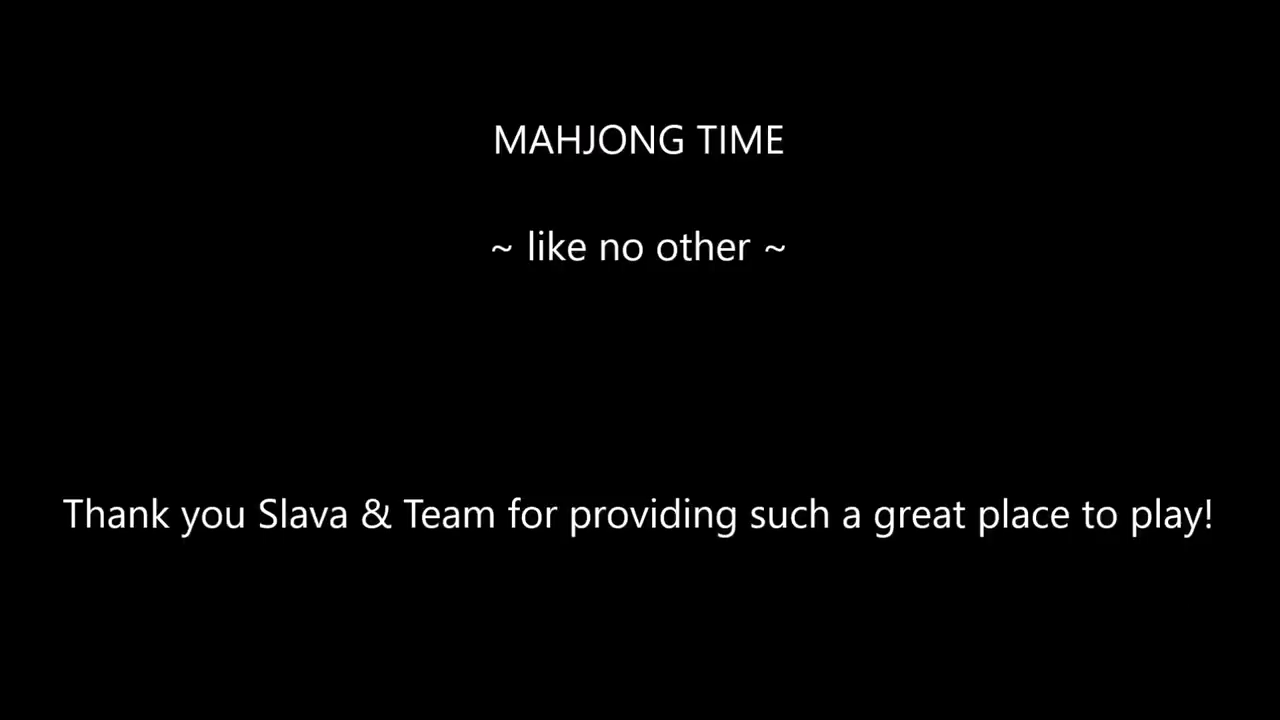 MAHJONG TIME
~ like no other ~
Thank you Slava & Team for providing such a great place to play!